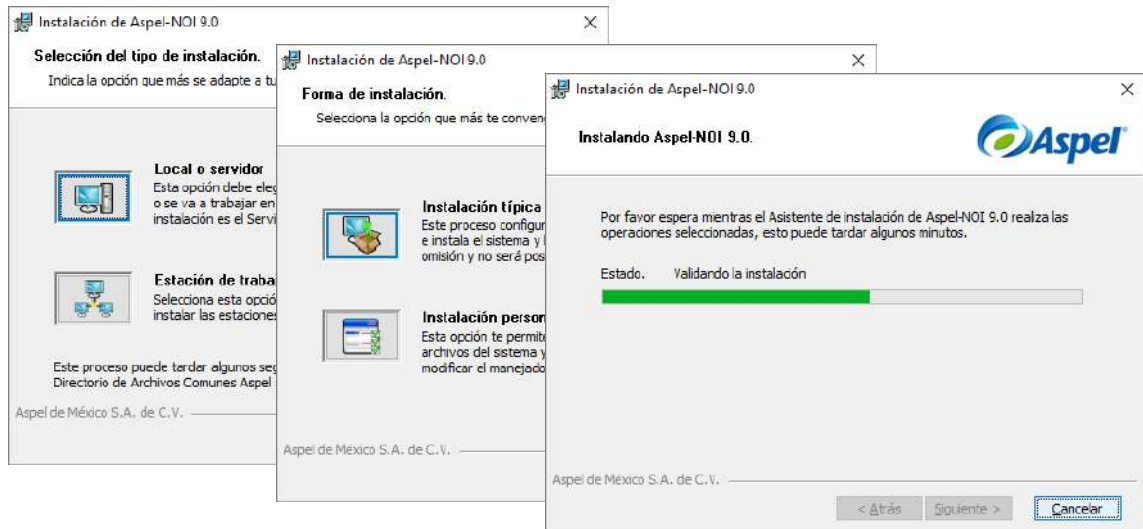 Instalación de Aspel-NOI 9.0
Selección del tipo de instalación.
Indica la opción que más se adapte a tu
Local o servidor
Esta opción debe eleg
o se va a trabajar en
instalación es el Servi
Estación de traba
Selecciona esta opció
instalar las estaciones
Este proceso puede tardar algunos seg
Directorio de Archivos Comunes Aspel
Aspel de México S.A. de C.V.
Instalación de Aspel-NOI 9.0
Forma de instalación.
Selecciona la opción que más te conven
Instalación típica
Este proceso configur
e instala el sistema y l
omisión y no será pos
Instalación person
Esta opción te permite
archivos del sistema y
modificar el manejado
Aspel de México S.A. de C.V.
Instalación de Aspel-NOI 9.0
Instalando Aspel-NOI 9.0.
Aspel
Por favor espera mientras el Asistente de instalación de Aspel-NOI 9.0 realiza las
operaciones seleccionadas, esto puede tardar algunos minutos.
Estado. Validando la instalación
Aspel de México S.A. de C.V.
< Atrás Siguiente > Cancelar